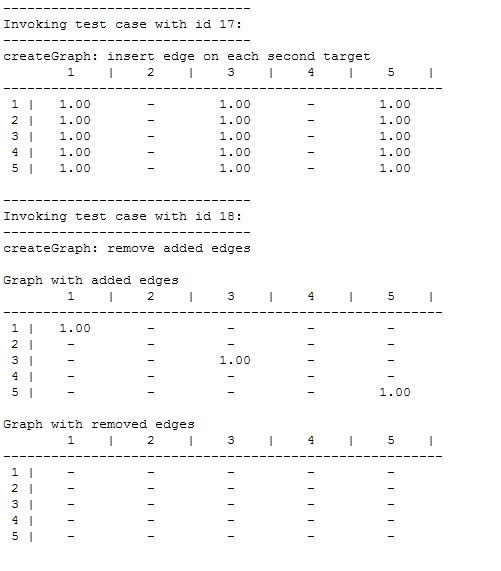 -------------------------------
Invoking test case with id 17:
-------------------------------
createGraph: insert edge on each second target
        1    |    2    |    3    |    4    |    5    |
-------------------------------------------------------
 1 |   1.00       -        1.00       -        1.00
 2 |   1.00       -        1.00       -        1.00
 3 |   1.00       -        1.00       -        1.00
 4 |   1.00       -        1.00       -        1.00
 5 |   1.00       -        1.00       -        1.00
-------------------------------
Invoking test case with id 18:
-------------------------------
createGraph: remove added edges
Graph with added edges
        1    |    2    |    3    |    4    |    5    |
-------------------------------------------------------
 1 |   1.00       -         -         -         -
 2 |    -         -         -         -         -
 3 |    -         -        1.00       -         -
 4 |    -         -         -         -         -
 5 |    -         -         -         -        1.00
Graph with removed edges
        1    |    2    |    3    |    4    |    5    |
-------------------------------------------------------
 1 |    -         -         -         -         -
 2 |    -         -         -         -         -
 3 |    -         -         -         -         -
 4 |    -         -         -         -         -
 5 |    -         -         -         -         -